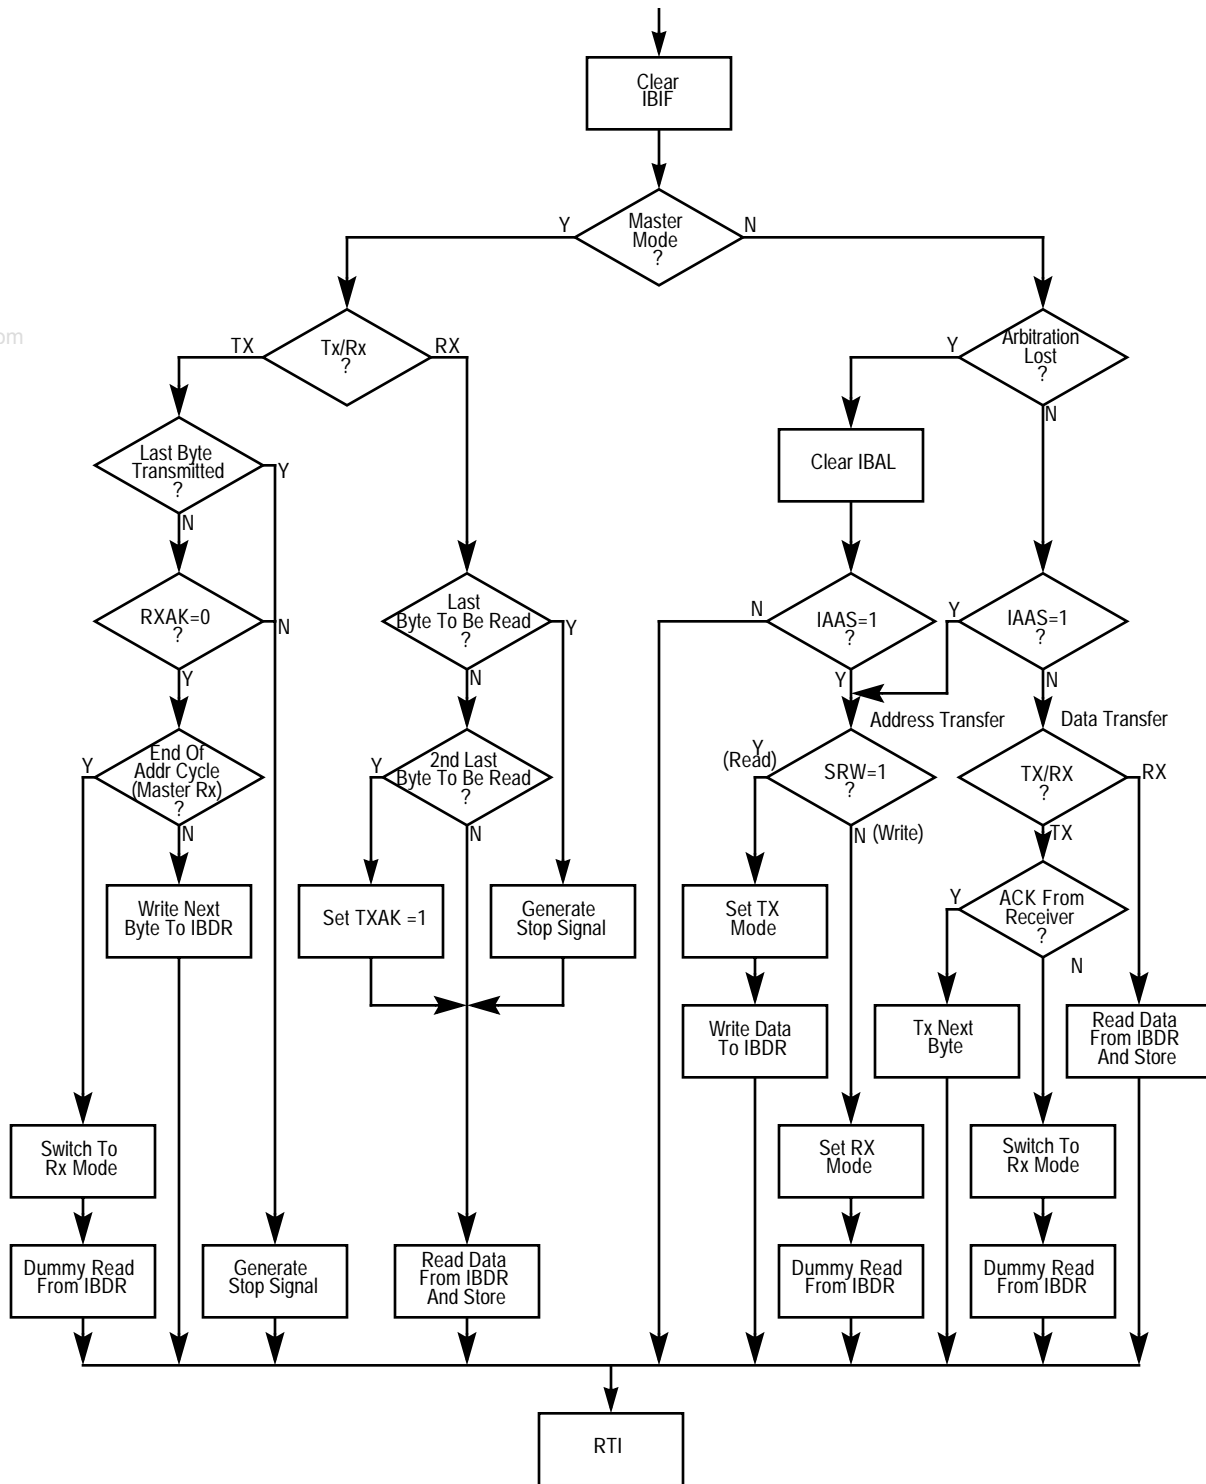 Clear
IBIF
Master
Mode
?
Y
N
om
Tx/Rx
?
TX
RX
Arbitration
Lost
?
Y
N
Last Byte
Transmitted
?
Y
N
Clear IBAL
RXAK=0
?
N
Y
Last
Byte To Be Read
?
Y
N
IAAS=1
?
N
Y
IAAS=1
?
Y
N
Address Transfer
Data Transfer
End Of
Addr Cycle
(Master Rx)
?
Y
N
2nd Last
Byte To Be Read
?
Y
N
Y
(Read)
SRW=1
?
N (Write)
TX/RX
?
RX
TX
Write Next
Byte To IBDR
Set TXAK =1
Generate
Stop Signal
Set TX
Mode
ACK From
Receiver
?
Y
N
Write Data
To IBDR
Tx Next
Byte
Read Data
From IBDR
And Store
Switch To
Rx Mode
Set RX
Mode
Switch To
Rx Mode
Dummy Read
From IBDR
Generate
Stop Signal
Read Data
From IBDR
And Store
Dummy Read
From IBDR
Dummy Read
From IBDR
RTI